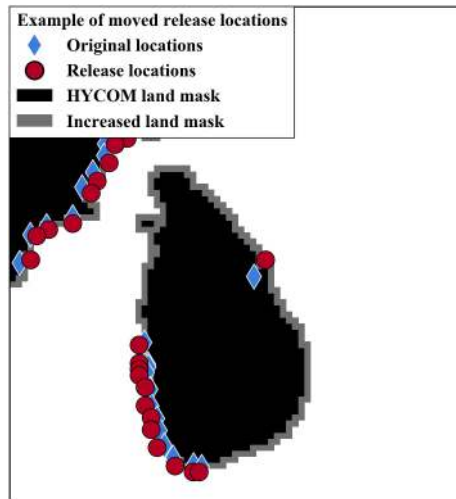 Example of moved release locations
Original locations
Release locations
HYCOM land mask
Increased land mask